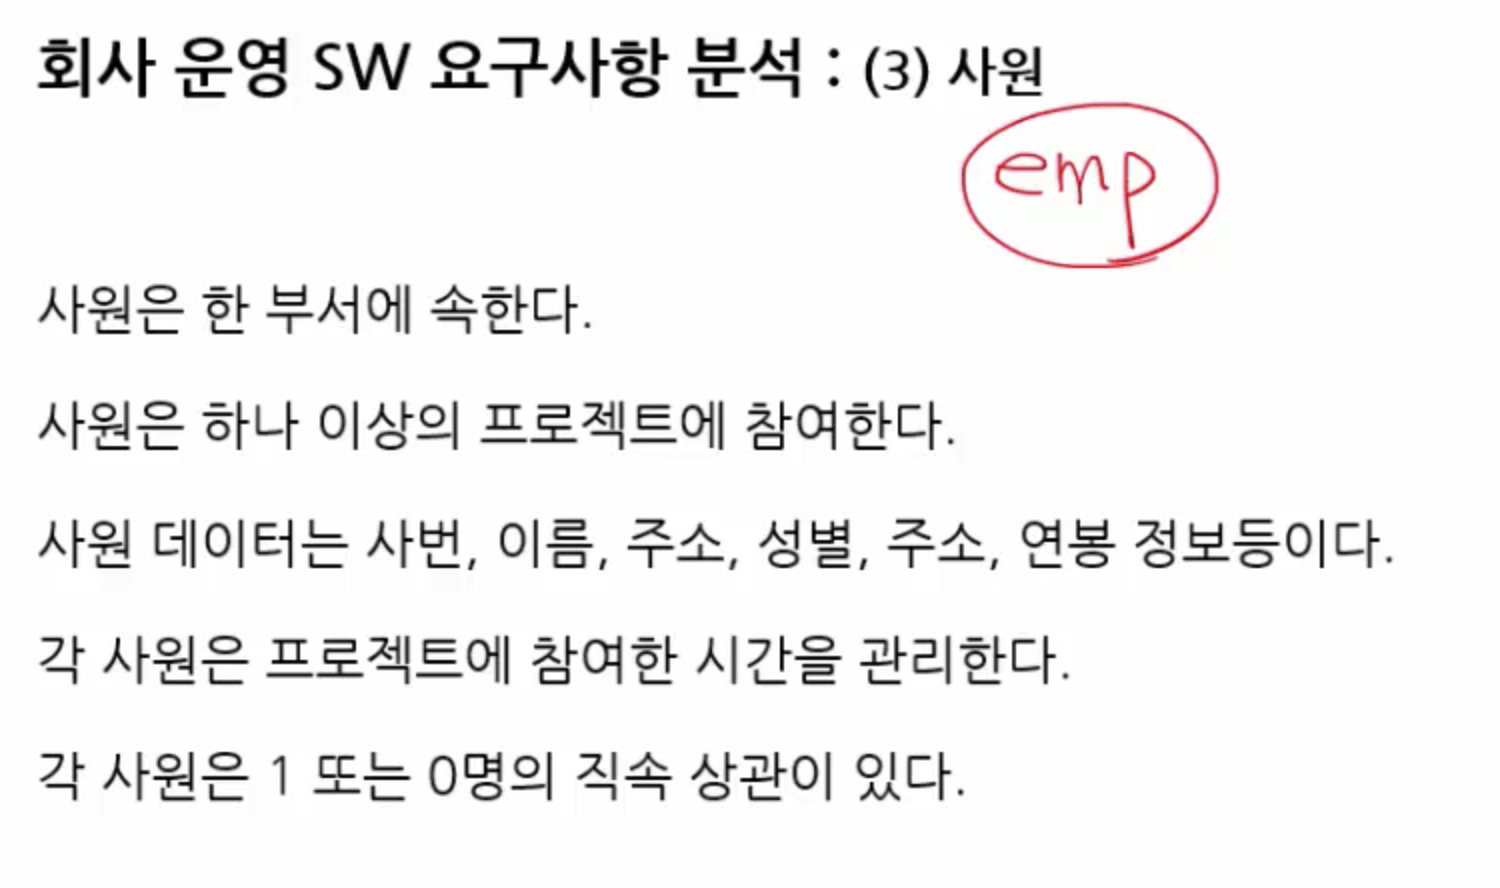 회사 운영 SW 요구사항 분석 : (3) 사원
emp
사원은 한 부서에 속한다.
사원은 하나 이상의 프로젝트에 참여한다.
사원 데이터는 사번, 이름, 주소, 성별, 주소, 연봉 정보등이다.
각 사원은 프로젝트에 참여한 시간을 관리한다.
각 사원은 1 또는 0명의 직속 상관이 있다.